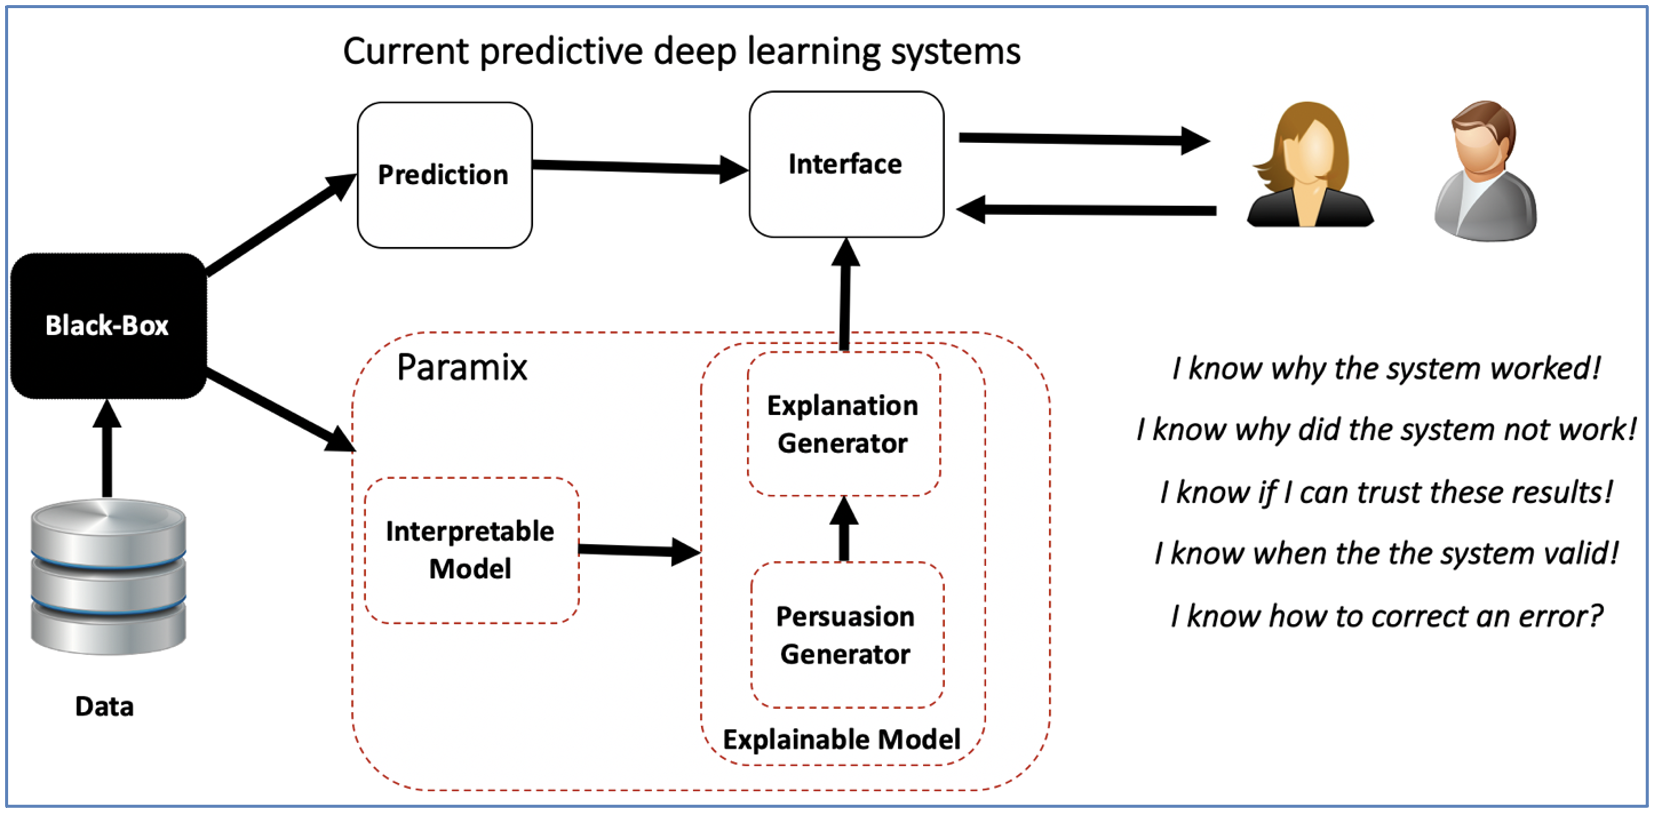 Current predictive deep learning systems
Prediction
Interface
Black-Box
Paramix
Explanation
Generator
Interpretable
Model
Persuasion
Generator
Explainable Model
Data
I know why the system worked!
I know why did the system not work!
I know if I can trust these results!
I know when the the system valid!
I know how to correct an error?